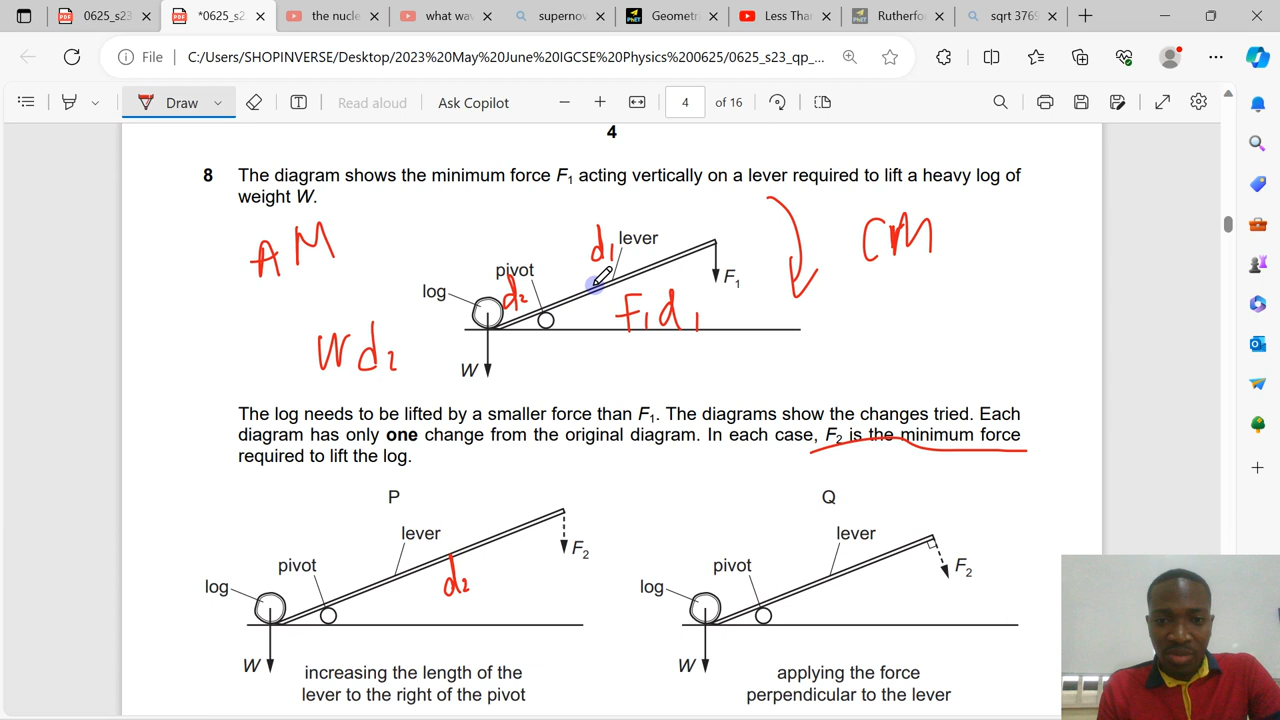 0625_s23
*0625_s2
the nucle
what wav
supernov
Geometr
Less Tha
Rutherfo
sqrt 3769
File
C:/Users/SHOPINVERSE/Desktop/2023%20May%20June%20IGCSE%20Physics%200625/0625_s23_qp_...
Draw
Read aloud
Ask Copilot
4
of 16
4
8 The diagram shows the minimum force F₁ acting vertically on a lever required to lift a heavy log of
weight W.
AM
CM
d₁
lever
pivot
d₂
log
F₁
F₁d₁
Wd₂
W
The log needs to be lifted by a smaller force than F₁. The diagrams show the changes tried. Each
diagram has only one change from the original diagram. In each case, F₂ is the minimum force
required to lift the log.
P
Q
lever
lever
F₂
pivot
pivot
F₂
d₂
log
log
W
W
increasing the length of the
lever to the right of the pivot
applying the force
perpendicular to the lever